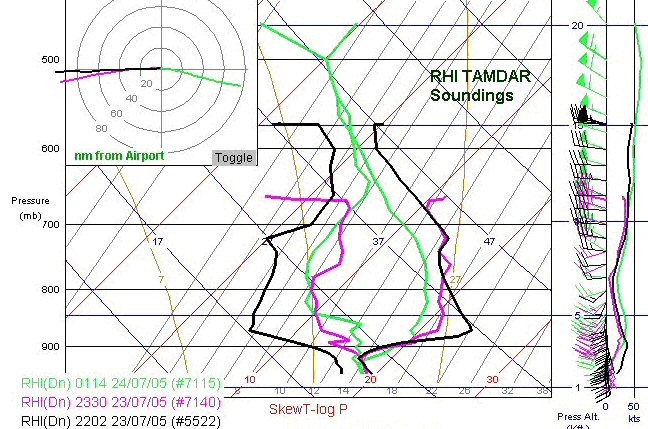 20
500
RHI TAMDAR
Soundings
20
40
60
80
nm from Airport
Toggle
600
Pressure
(mb)
700
17
37
47
7
27
800
5
900
RHI(Dn) 0114 24/07/05 (#7115)
RHI(Dn) 2330 23/07/05 (#7140)
RHI(Dn) 2202 23/07/05 (#5522)
10
20
30
8
10
12
14
18
22
26
28
32
36
SkewT-log P
1
0
50
Press Alt.
kts
(Kft.)